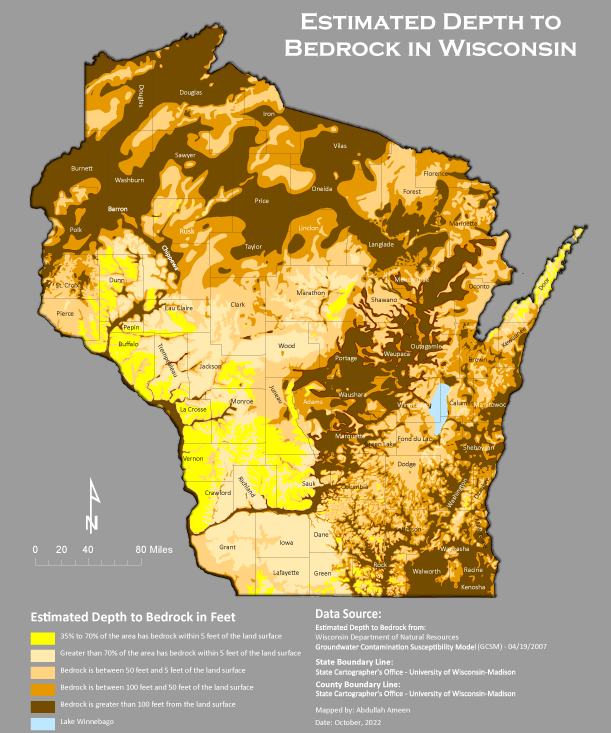 Estimated Depth to
Bedrock in Wisconsin
Douglas
Douglas
Iron
Vilas
Burnett
Sawyer
Washburn
Florence
Forest
Oneida
Barron
Price
Polk
Rusk
Lincoln
Marinette
Taylor
Langlade
Chippewa
St. Croix
Dunn
Oconto
Door
Marathon
Shawano
Clark
Eau Claire
Pierce
Pepin
Kewaunee
Buffalo
Wood
Outagamie
Waupaca
Brown
Portage
Trempealeau
Jackson
Waushara
Juneau
Adams
Monroe
La Crosse
Calumet
Manitowoc
Marquette
Fond du Lac
Sheboygan
Vernon
Dodge
Richland
Sauk
Columbia
Washington
Crawford
Dane
Iowa
Grant
Waukesha
Rock
Walworth
Racine
Lafayette
Green
Kenosha
N
0 20 40 80 Miles
Estimated Depth to Bedrock in Feet
35% to 70% of the area has bedrock within 5 feet of the land surface
Greater than 70% of the area has bedrock within 5 feet of the land surface
Bedrock is between 50 feet and 5 feet of the land surface
Bedrock is between 100 feet and 50 feet of the land surface
Bedrock is greater than 100 feet from the land surface
Lake Winnebago
Data Source:
Estimated Depth to Bedrock from:
Wisconsin Department of Natural Resources
Groundwater Contamination Susceptibility Model (GCSM) - 04/19/2007
State Boundary Line:
State Cartographer's Office - University of Wisconsin-Madison
County Boundary Line:
State Cartographer's Office - University of Wisconsin-Madison
Mapped by: Abdullah Ameen
Date: October, 2022